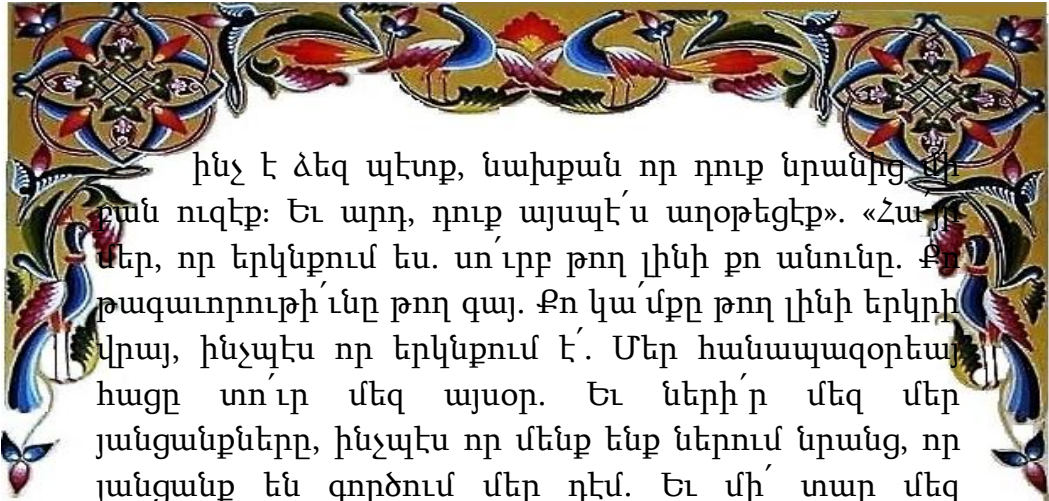 ինչ է ձեզ պէտք, նախքան որ դուք նրանից մի
բան ուզէք։ Եւ արդ, դուք այսպէ՛ս աղօթեցէք». «Հա՛յր
մեր, որ երկնքում ես. սո՛ւրբ թող լինի քո անունը. Քո
թագաւորութի՛ւնը թող գայ. Քո կա՛մքը թող լինի երկրի
վրայ, ինչպէս որ երկնքում է՛. Մեր հանապազօրեայ
հացը տո՛ւր մեզ այսօր. Եւ ների՛ր մեզ մեր
յանցանքները, ինչպէս որ մենք ենք ներում նրանց, որ
յանցանք են գործում մեր դէմ. Եւ մի՛ տար մեզ